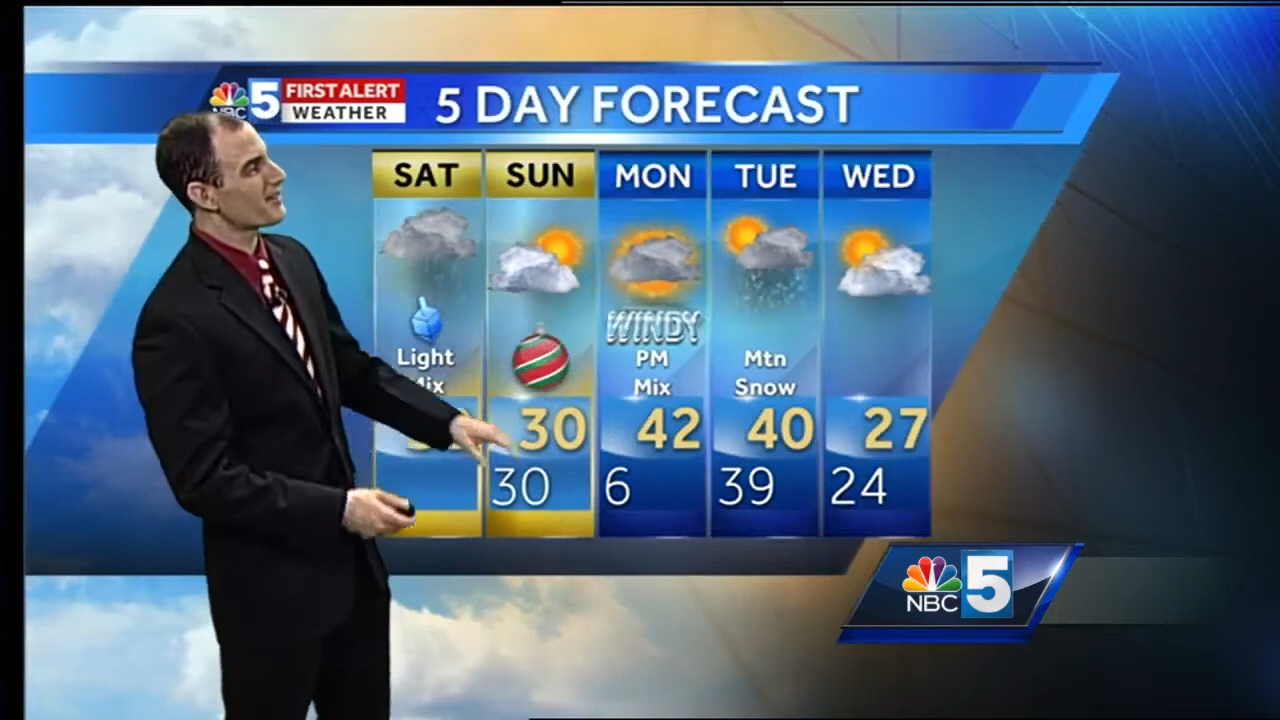 NBC 5 FIRST ALERT WEATHER
5 DAY FORECAST
SAT SUN MON TUE WED
WINDY
Light PM Mtn
Mix Snow
30 42 40 27
30 6 39 24
NBC 5